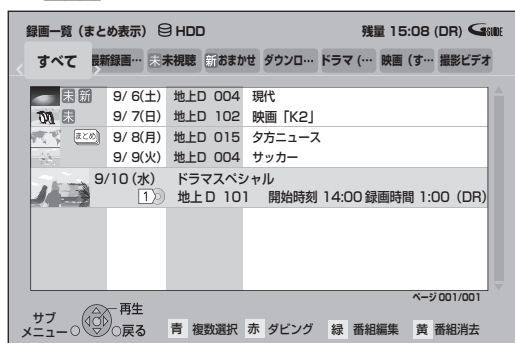 録画一覧（まとめ表示） HDD 残量 15:08 (DR) GGUIDE
すべて 最新録画… 未未視聴 新おまかせ ダウンロ… ドラマ (… 映画 (す… 撮影ビデオ
未 新 9/ 6(土) 地上D 004 現代
未 9/ 7(日) 地上D 102 映画「K2」
まとめ 9/ 8(月) 地上D 015 夕方ニュース
9/ 9(火) 地上D 004 サッカー
9/10 (水) ドラマスペシャル
1 地上D 101 開始時刻 14:00 録画時間 1:00 (DR)
ページ 001/001
サブメニュー 決定 再生 戻る
青 複数選択 赤 ダビング 緑 番組編集 黄 番組消去